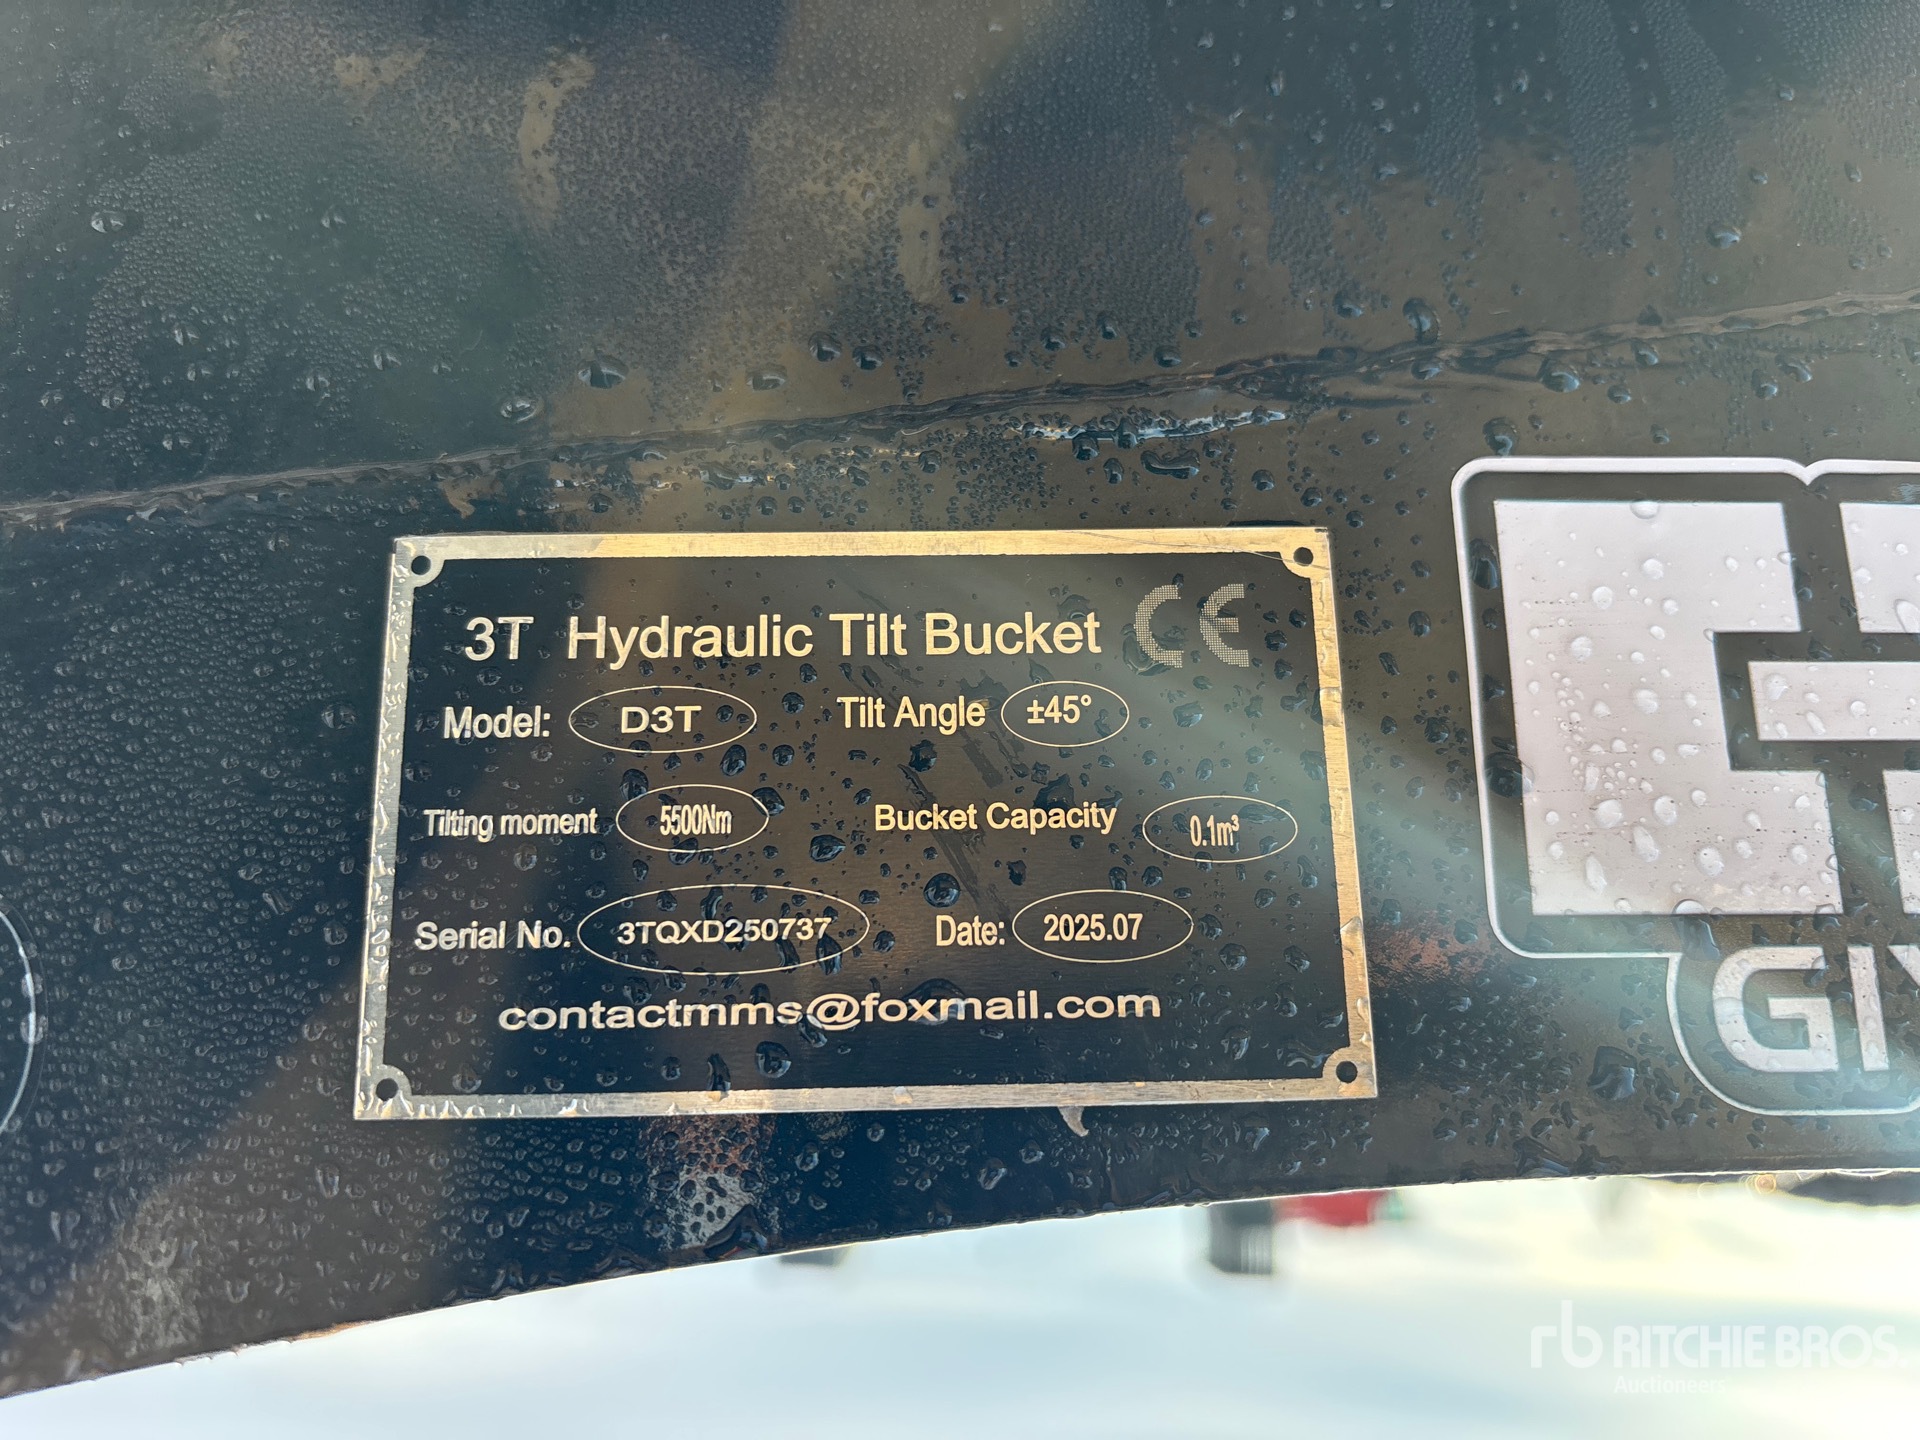 3T Hydraulic Tilt Bucket CE
Model: D3T Tilt Angle ±45°
Tilting moment 5500Nm Bucket Capacity 0.1m³
Serial No. 3TQXD250737 Date: 2025.07
contactmms@foxmail.com
rb RITCHIE BROS.
Auctioneers